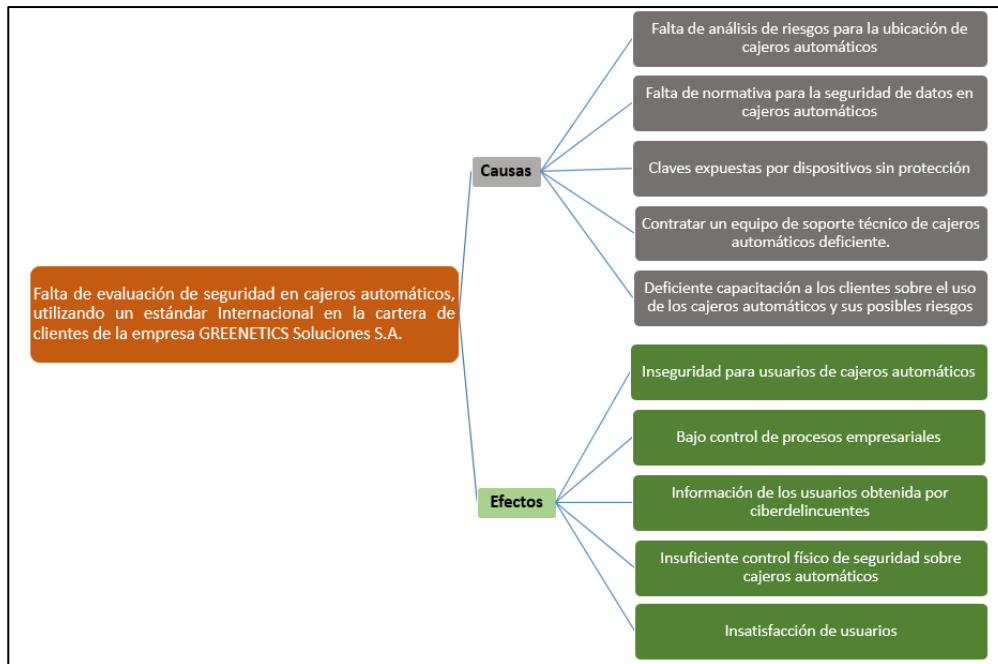 Falta de análisis de riesgos para la ubicación de
cajeros automáticos
Falta de normativa para la seguridad de datos en
cajeros automáticos
Claves expuestas por dispositivos sin protección
Causas
Contratar un equipo de soporte técnico de cajeros
automáticos deficiente.
Deficiente capacitación a los clientes sobre el uso
de los cajeros automáticos y sus posibles riesgos
Falta de evaluación de seguridad en cajeros automáticos,
utilizando un estándar Internacional en la cartera de
clientes de la empresa GREENETICS Soluciones S.A.
Inseguridad para usuarios de cajeros automáticos
Bajo control de procesos empresariales
Efectos
Información de los usuarios obtenida por
ciberdelincuentes
Insuficiente control físico de seguridad sobre
cajeros automáticos
Insatisfacción de usuarios